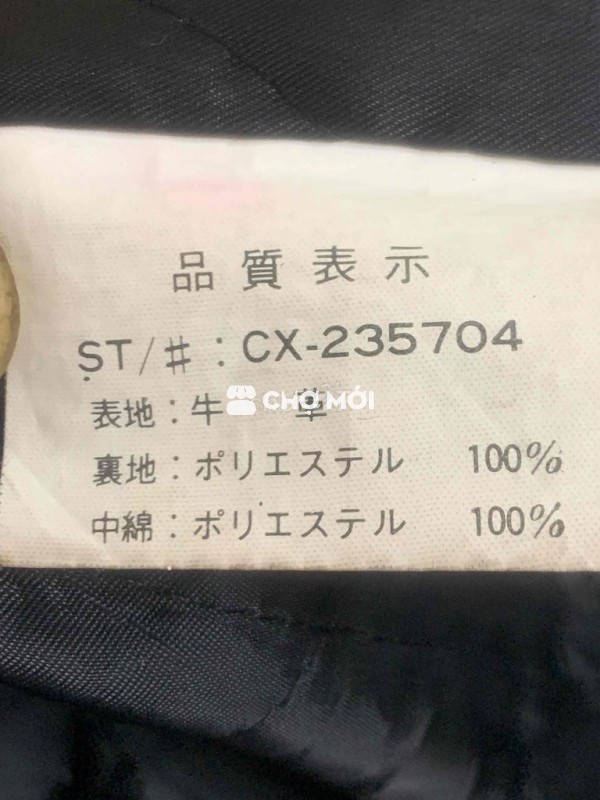 品質表示
ST/♯:CX-235704
表地:牛 革
CHỢ MỚI
裏地:ポリエステル 100%
中綿:ポリエステル 100%